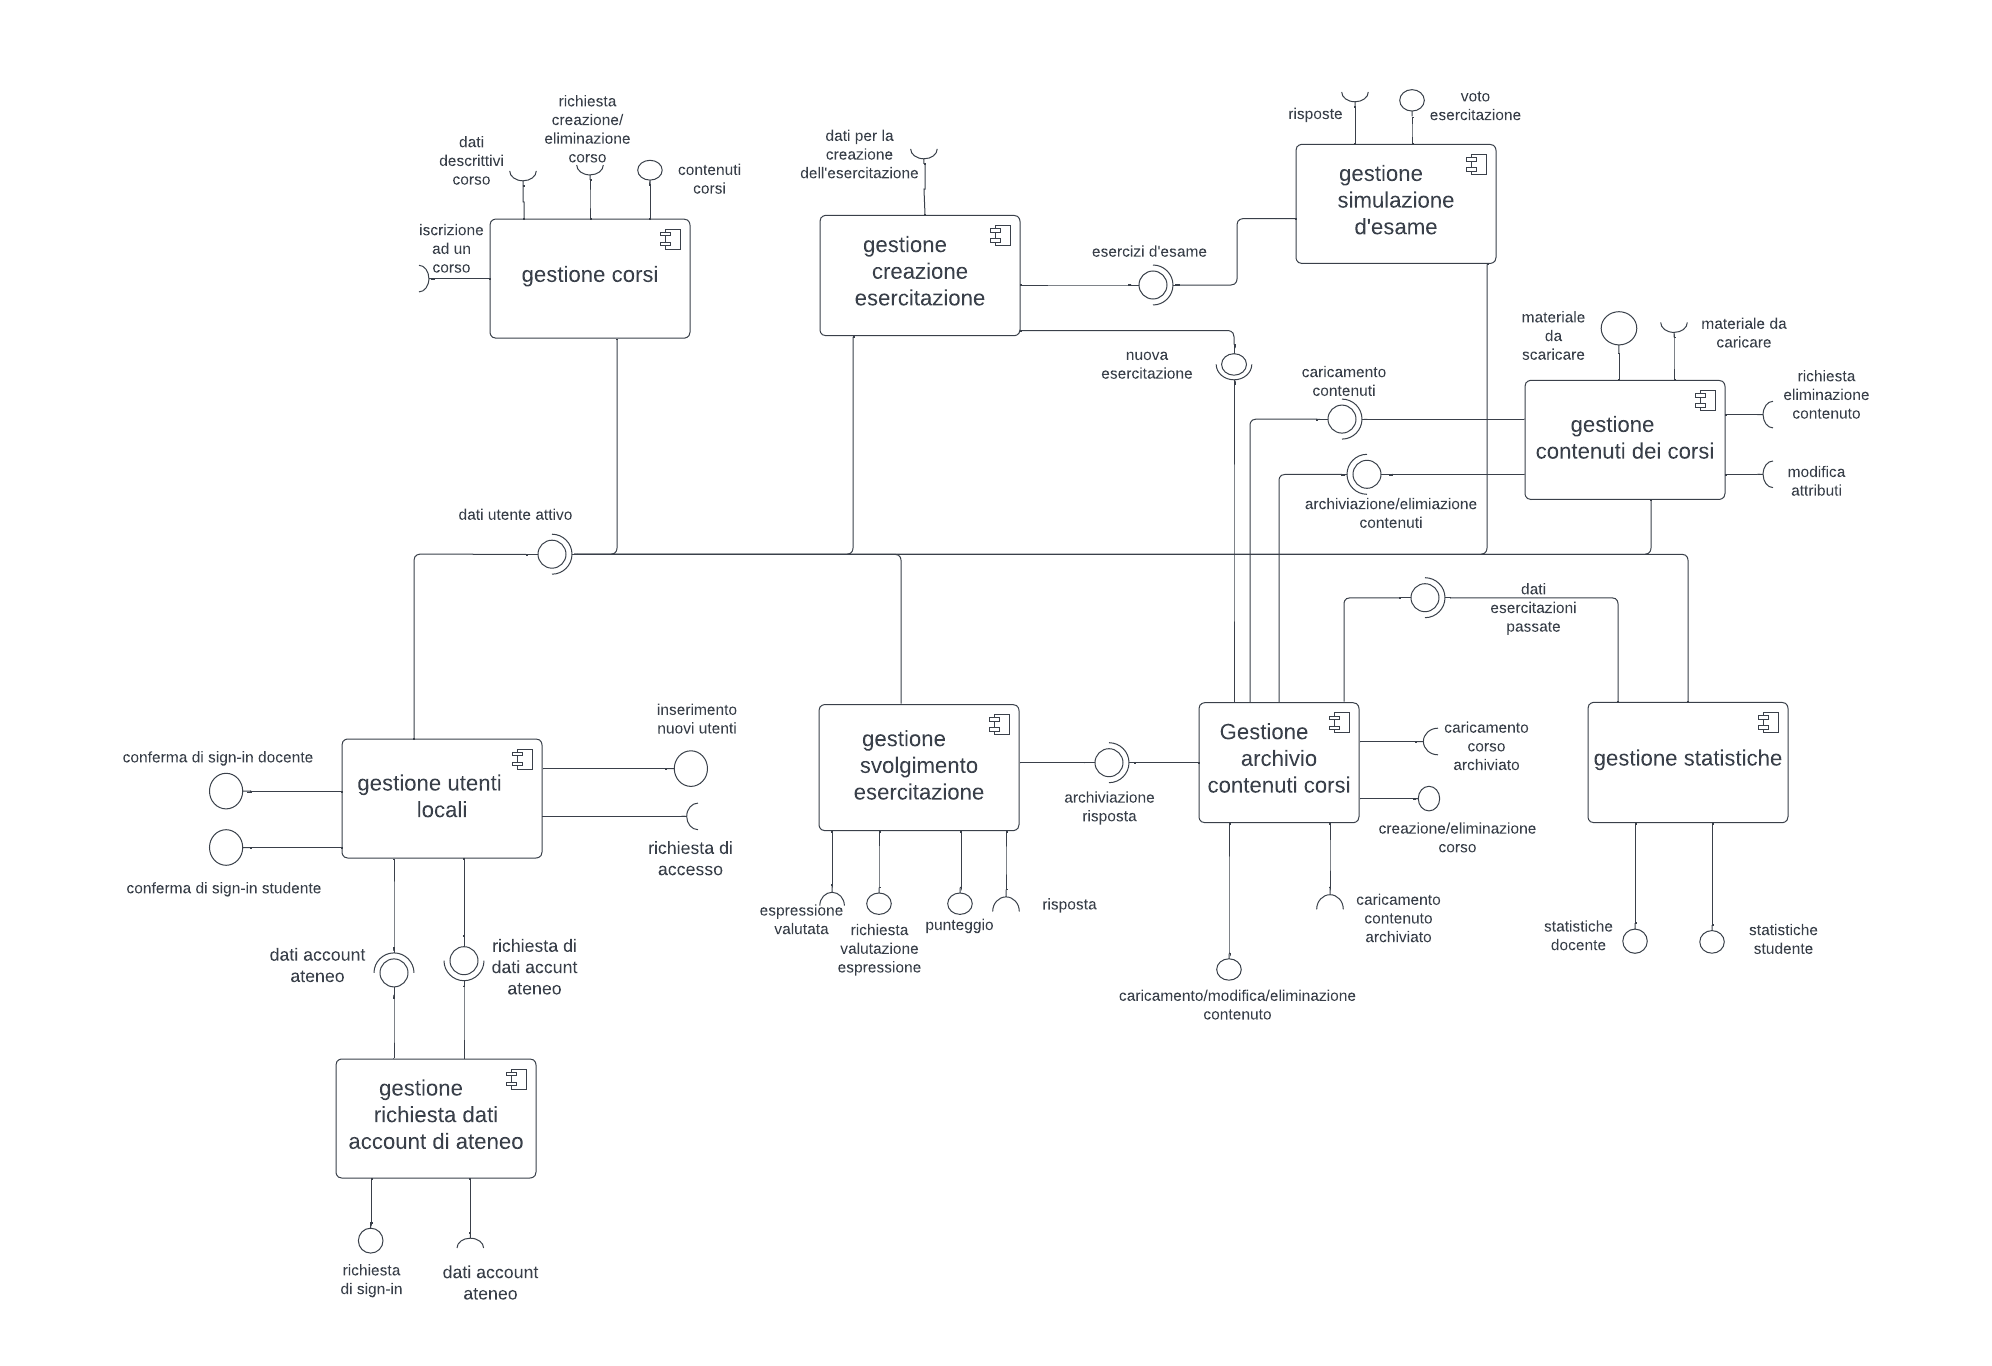 richiesta
creazione/
eliminazione
corso
dati
descrittivi
corso
contenuti
corsi
iscrizione
ad un
corso
gestione corsi
dati per la
creazione
dell'esercitazione
gestione
creazione
esercitazione
risposte
voto
esercitazione
gestione
simulazione
d'esame
esercizi d'esame
nuova
esercitazione
caricamento
contenuti
archiviazione/elimiazione
contenuti
materiale
da
scaricare
materiale da
caricare
richiesta
eliminazione
contenuto
gestione
contenuti dei corsi
modifica
attributi
dati utente attivo
dati
esercitazioni
passate
inserimento
nuovi utenti
conferma di sign-in docente
gestione utenti
locali
richiesta di
accesso
conferma di sign-in studente
gestione
svolgimento
esercitazione
archiviazione
risposta
Gestione
archivio
contenuti corsi
caricamento
corso
archiviato
creazione/eliminazione
corso
gestione statistiche
espressione
valutata
richiesta
valutazione
espressione
punteggio
risposta
caricamento
contenuto
archiviato
caricamento/modifica/eliminazione
contenuto
statistiche
docente
statistiche
studente
dati account
ateneo
richiesta di
dati accunt
ateneo
gestione
richiesta dati
account di ateneo
richiesta
di sign-in
dati account
ateneo